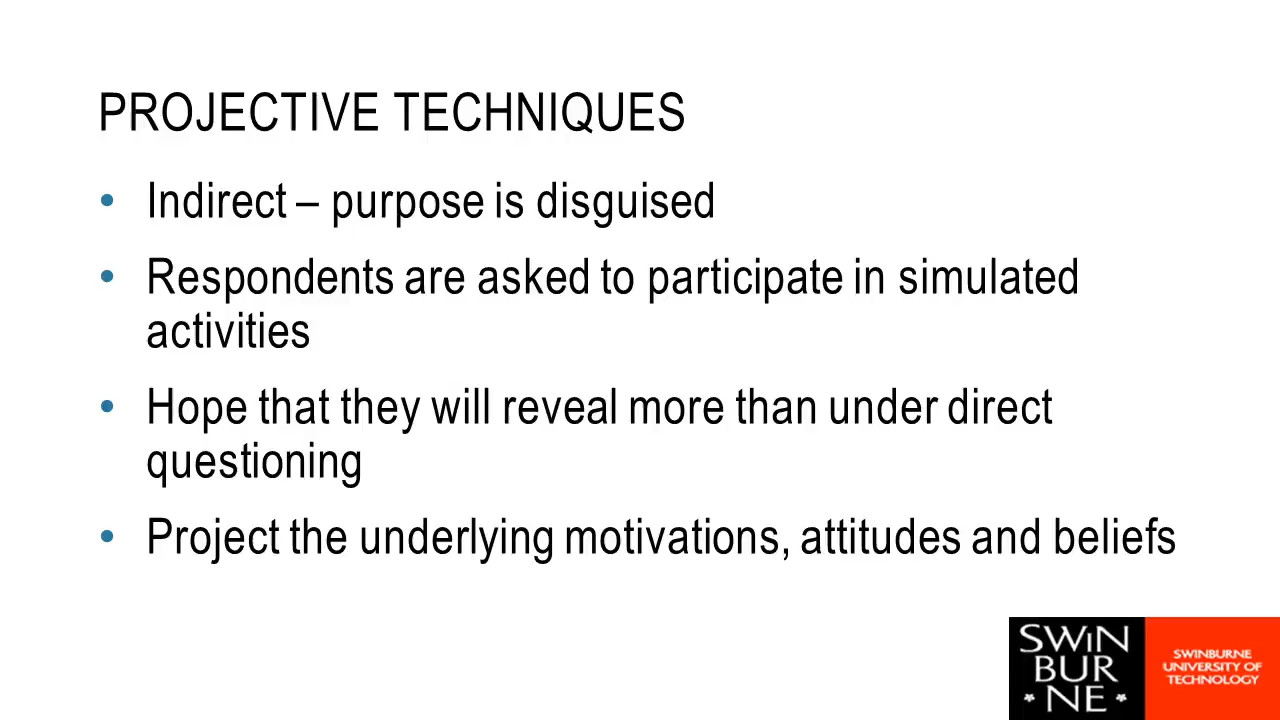 PROJECTIVE TECHNIQUES
• Indirect – purpose is disguised
• Respondents are asked to participate in simulated
activities
• Hope that they will reveal more than under direct
questioning
• Project the underlying motivations, attitudes and beliefs
SWiN
BUR
* NE *
SWINBURNE
UNIVERSITY OF
TECHNOLOGY